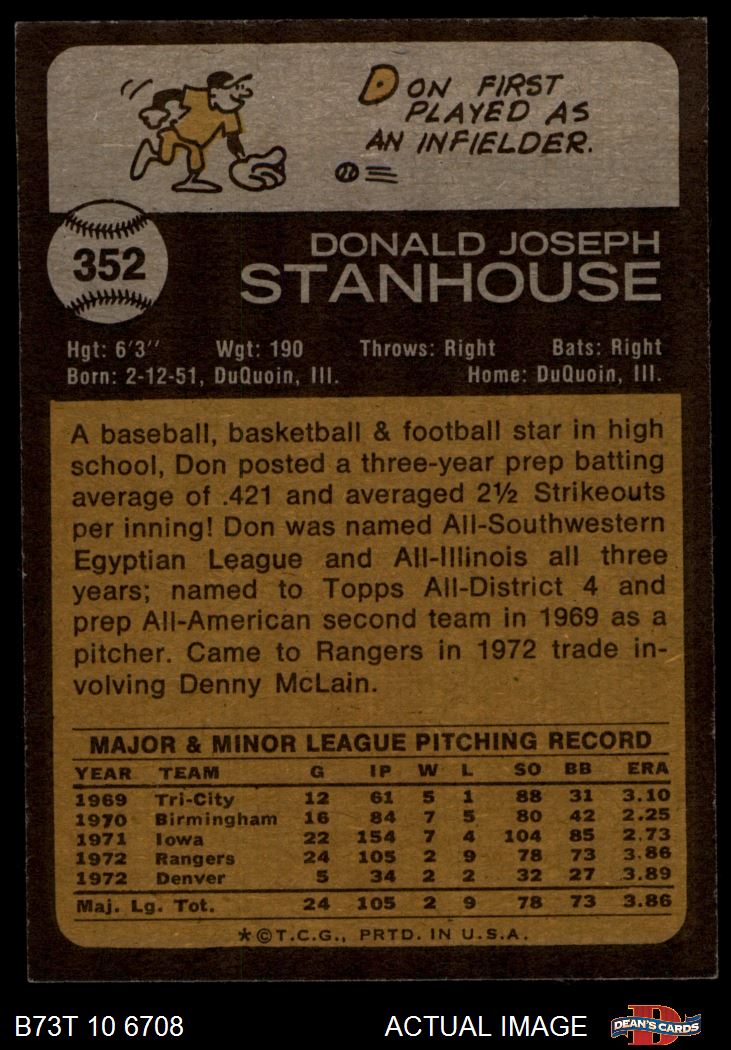 DON FIRST
PLAYED AS
AN INFIELDER.
352
DONALD JOSEPH
STANHOUSE
Hgt: 6'3" Wgt: 190 Throws: Right Bats: Right
Born: 2-12-51, DuQuoin, Ill. Home: DuQuoin, Ill.
A baseball, basketball & football star in high
school, Don posted a three-year prep batting
average of .421 and averaged 2½ Strikeouts
per inning! Don was named All-Southwestern
Egyptian League and All-Illinois all three
years; named to Topps All-District 4 and
prep All-American second team in 1969 as a
pitcher. Came to Rangers in 1972 trade in-
volving Denny McLain.
MAJOR & MINOR LEAGUE PITCHING RECORD
YEAR TEAM G IP W L SO BB ERA
1969 Tri-City 12 61 5 1 88 31 3.10
1970 Birmingham 16 84 7 5 80 42 2.25
1971 Iowa 22 154 7 4 104 85 2.73
1972 Rangers 24 105 2 9 78 73 3.86
1972 Denver 5 34 2 2 32 27 3.89
Maj. Lg. Tot. 24 105 2 9 78 73 3.86
*©T.C.G., PRTD. IN U.S.A.
B73T 10 6708 ACTUAL IMAGE D DEAN'S CARDS